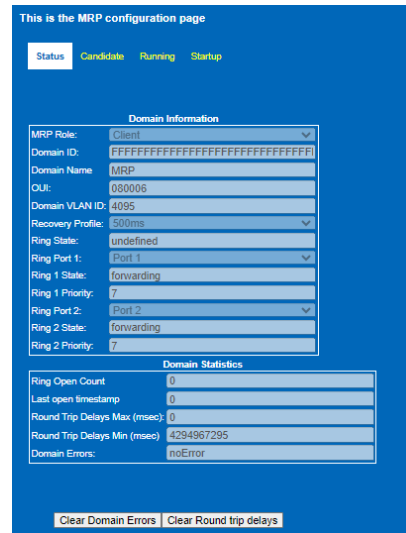 This is the MRP configuration page
Status Candidate Running Startup
Domain Information
MRP Role: Client
Domain ID: FFFFFFFFFFFFFFFFFFFFFFFFFFFFFFFF
Domain Name MRP
OUI: 080006
Domain VLAN ID: 4095
Recovery Profile: 500ms
Ring State: undefined
Ring Port 1: Port 1
Ring 1 State: forwarding
Ring 1 Priority: 7
Ring Port 2: Port 2
Ring 2 State: forwarding
Ring 2 Priority: 7
Domain Statistics
Ring Open Count 0
Last open timestamp 0
Round Trip Delays Max (msec): 0
Round Trip Delays Min (msec) 4294967295
Domain Errors: noError
Clear Domain Errors Clear Round trip delays